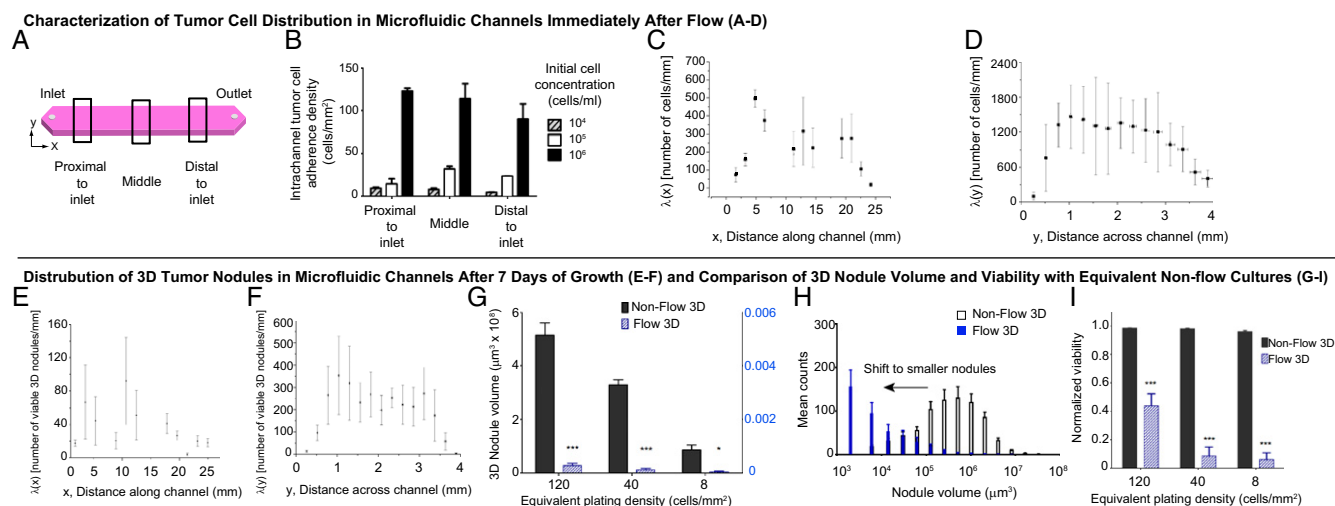 Characterization of Tumor Cell Distribution in Microfluidic Channels Immediately After Flow (A-D)
A
Inlet
Outlet
y
x
Proximal
to
inlet
Middle
Distal
to
inlet
B
Intrachannel tumor cell
adherence density
(cells/mm²)
150
100
50
0
Proximal
to
inlet
Middle
Distal
to
inlet
Initial cell
concentration
(cells/ml)
10⁴
10⁵
10⁶
C
λ(x) [number of cells/mm]
700
600
500
400
300
200
100
0
0 5 10 15 20 25
x, Distance along channel (mm)
D
λ(y) [number of cells/mm]
2400
1800
1200
600
0
0 1 2 3 4
y, Distance across channel (mm)
Distrubution of 3D Tumor Nodules in Microfluidic Channels After 7 Days of Growth (E-F) and Comparison of 3D Nodule Volume and Viability with Equivalent Non-flow Cultures (G-I)
E
λ(x) [number of viable 3D nodules/mm]
160
120
80
40
0
0 5 10 15 20 25
x, Distance along channel (mm)
F
λ(y) [number of viable 3D nodules/mm]
600
500
400
300
200
100
0
0 1 2 3 4
y, Distance across channel (mm)
G
Non-Flow 3D
Flow 3D
3D Nodule volume (μm³ x 10⁸)
6
4
2
0
0.006
0.004
0.002
0
***
***
*
120 40 8
Equivalent plating density (cells/mm²)
H
Non-Flow 3D
Flow 3D
Mean counts
300
200
100
0
Shift to smaller nodules
10³ 10⁴ 10⁵ 10⁶ 10⁷ 10⁸
Nodule volume (μm³)
I
Normalized viability
1.0
0.8
0.6
0.4
0.2
0
Non-Flow 3D
Flow 3D
***
***
***
120 40 8
Equivalent plating density (cells/mm²)